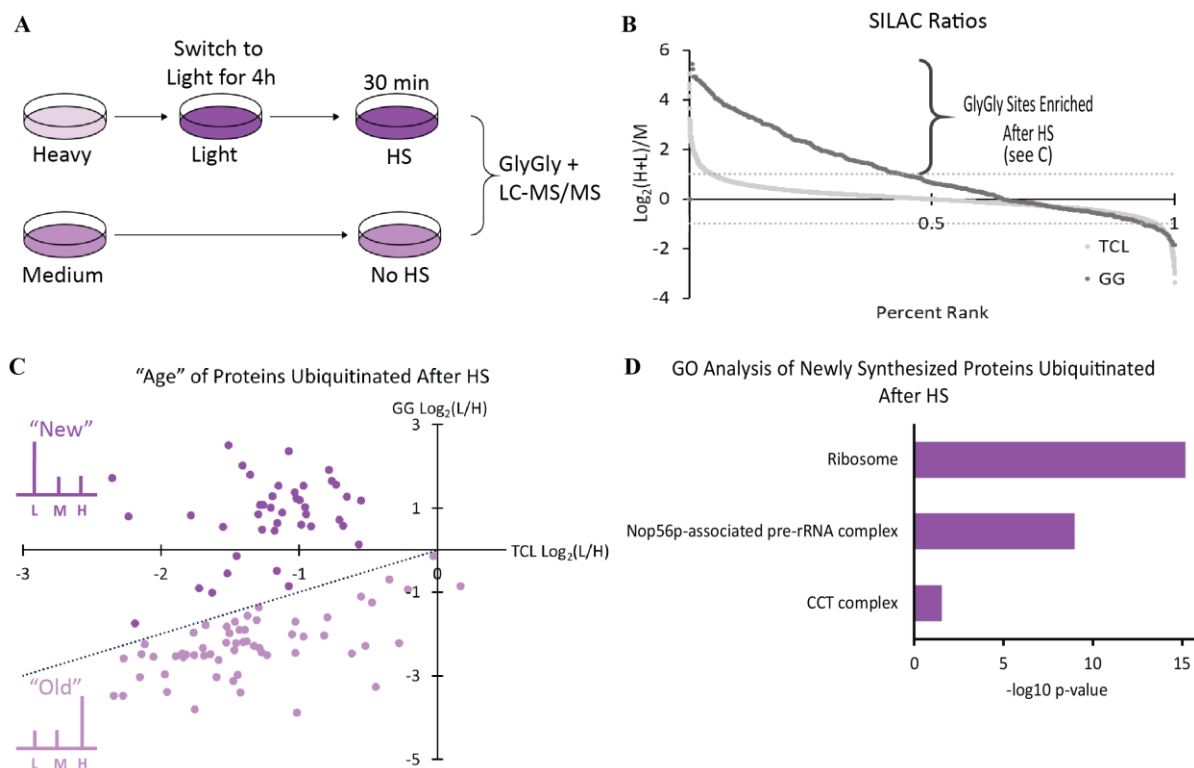 A
Switch to
Light for 4h
30 min
Heavy
Light
HS
GlyGly +
LC-MS/MS
Medium
No HS
B
SILAC Ratios
6
4
2
0
-2
-4
0.5
1
Log₂(H+L)/M
GlyGly Sites Enriched
After HS
(see C)
TCL
GG
Percent Rank
C
"Age" of Proteins Ubiquitinated After HS
GG Log₂(L/H)
3
1
-1
-3
-5
"New"
L M H
TCL Log₂(L/H)
-3 -2 -1 0
"Old"
L M H
D
GO Analysis of Newly Synthesized Proteins Ubiquitinated
After HS
Ribosome
Nop56p-associated pre-rRNA complex
CCT complex
0 5 10 15
-log10 p-value